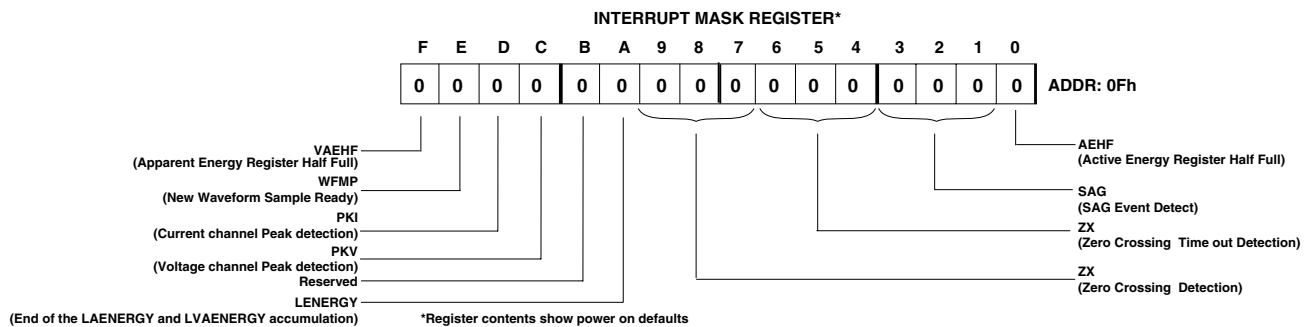 INTERRUPT MASK REGISTER*
F E D C B A 9 8 7 6 5 4 3 2 1 0
0 0 0 0 0 0 0 0 0 0 0 0 0 0 0 0 ADDR: 0Fh
VAEHF
(Apparent Energy Register Half Full)
WFMP
(New Waveform Sample Ready)
PKI
(Current channel Peak detection)
PKV
(Voltage channel Peak detection)
Reserved
LENERGY
(End of the LAENERGY and LVAENERGY accumulation)
AEHF
(Active Energy Register Half Full)
SAG
(SAG Event Detect)
ZX
(Zero Crossing Time out Detection)
ZX
(Zero Crossing Detection)
*Register contents show power on defaults